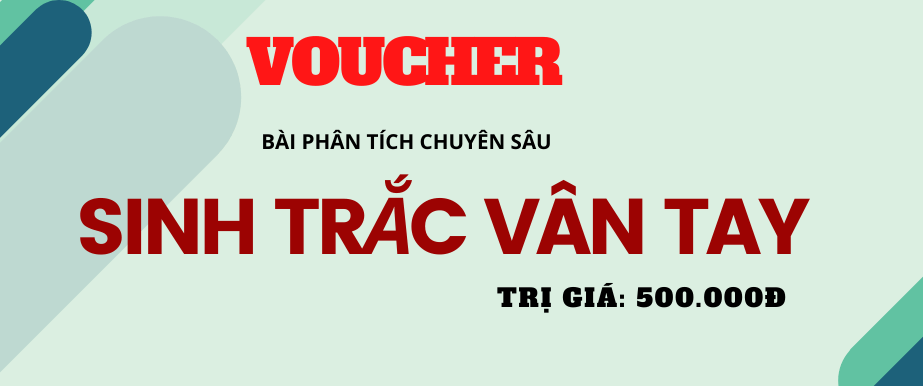 VOUCHER
BÀI PHÂN TÍCH CHUYÊN SÂU
SINH TRẮC VÂN TAY
TRỊ GIÁ: 500.000Đ